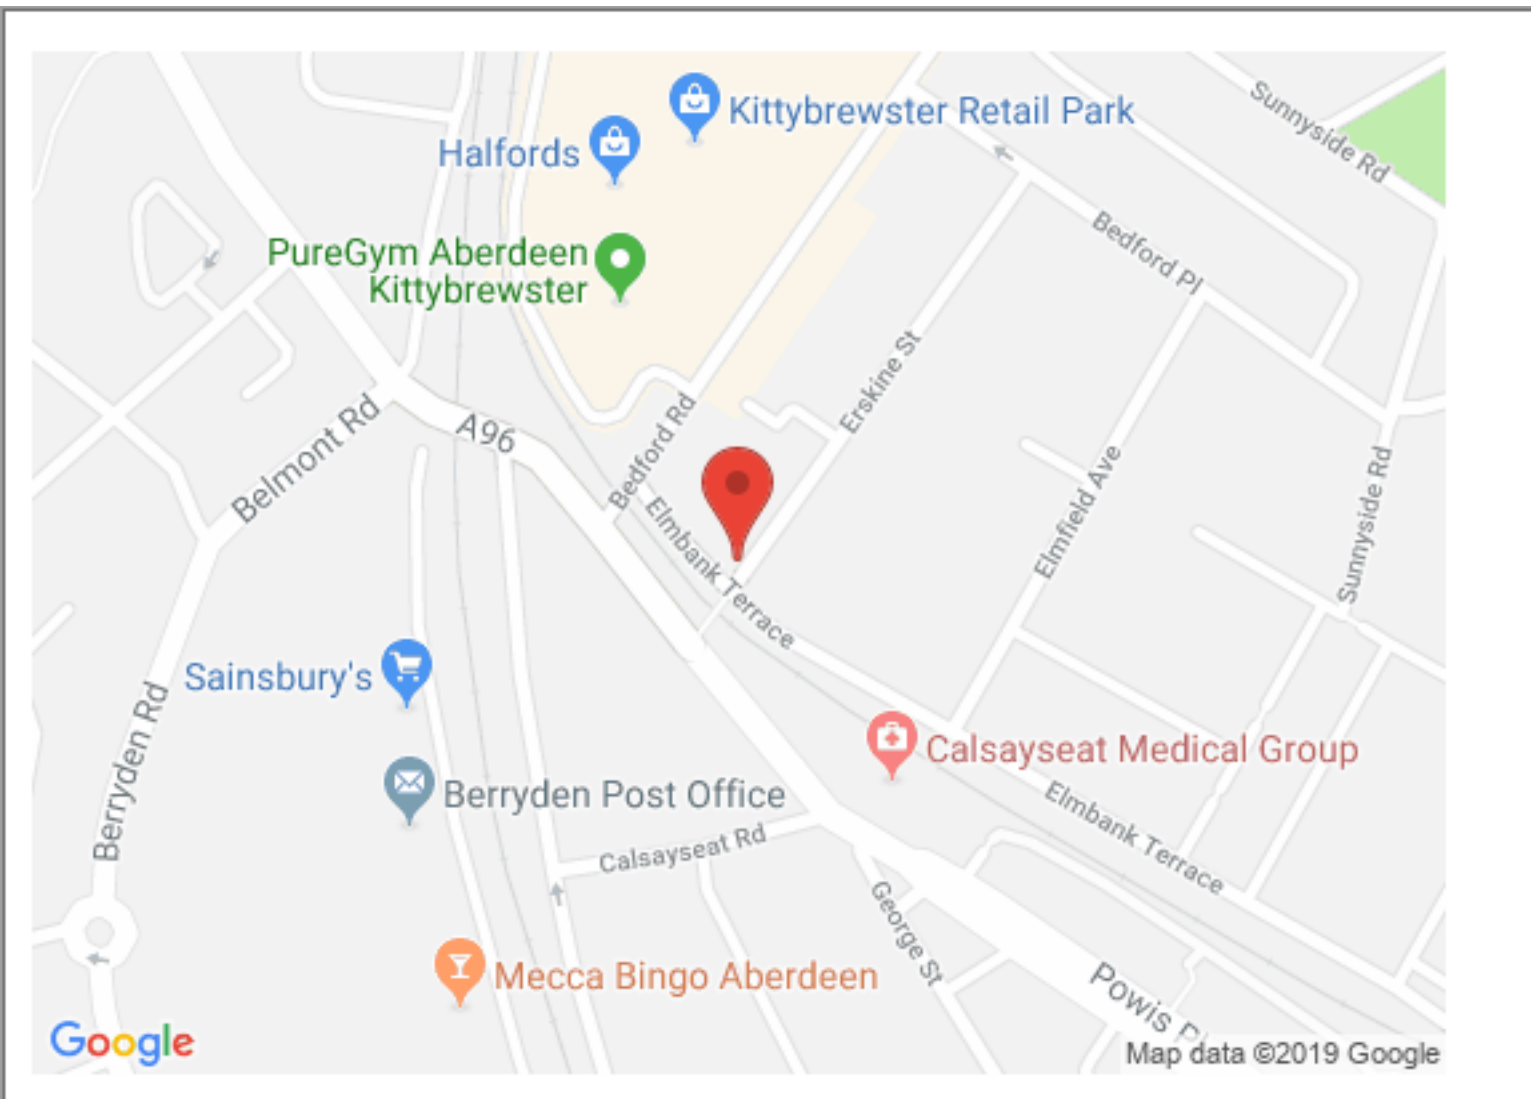 Sunnyside Rd
Kittybrewster Retail Park
Halfords
Bedford Pl
PureGym Aberdeen
Kittybrewster
Erskine St
Belmont Rd
A96
Bedford Rd
Elmfield Ave
Sunnyside Rd
Elmbank Terrace
Sainsbury's
Berryden Rd
Calsayseat Medical Group
Berryden Post Office
Elmbank Terrace
Calsayseat Rd
George St
Mecca Bingo Aberdeen
Powis
Google
Map data ©2019 Google